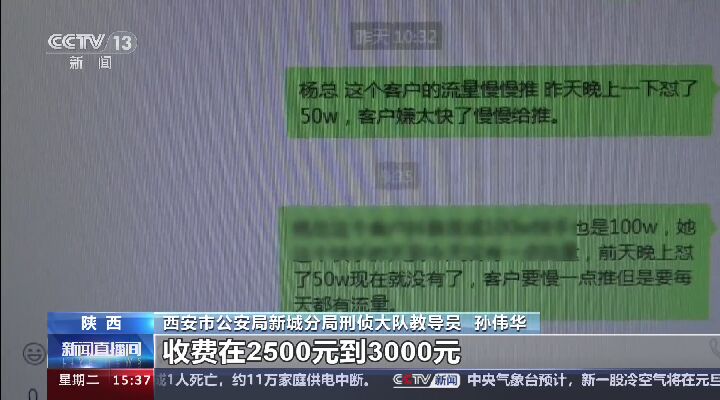 CCTV 13
新闻
昨天 10:32
杨总 这个客户的流量慢慢推 昨天晚上一下怼了
50w，客户嫌太快了慢慢给推。
也是100w，她
，前天晚上怼
了50w现在就没有了，客户要慢一点推但是要每
天都有流量。
陕 西
西安市公安局新城分局刑侦大队教导员 孙伟华
新闻直播间
收费在2500元到3000元
星期二 15:37
成1人死亡，约11万家庭供电中断。 CCTV新闻 中央气象台预计，新一股冷空气将在元旦